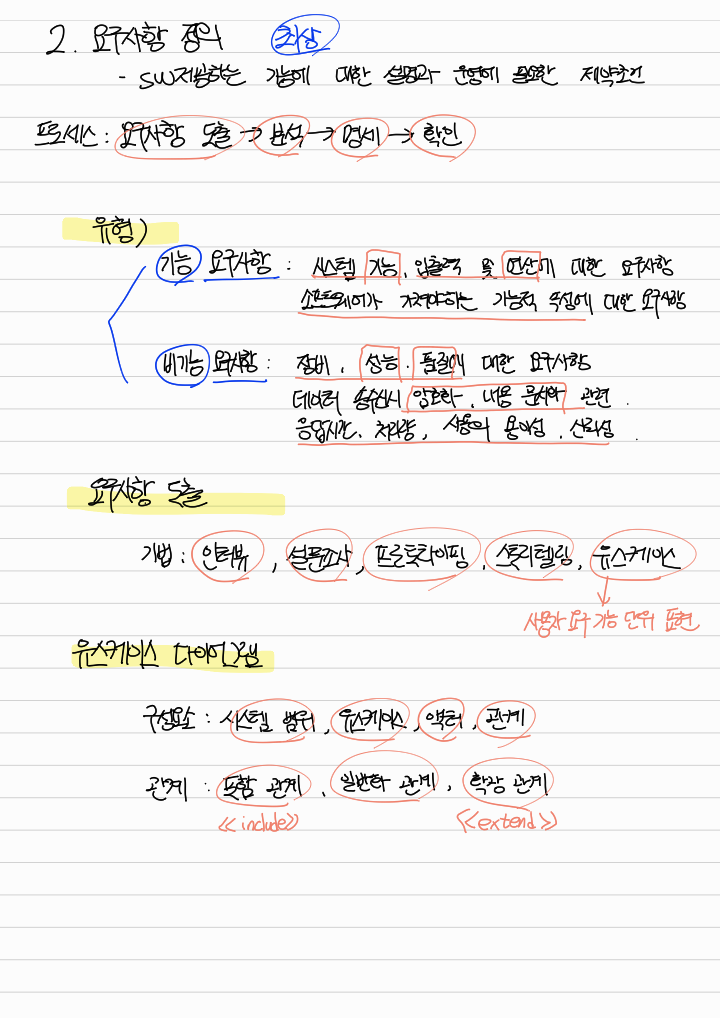 2. 요구사항 정의 최상
- SW제공하는 기능에 대한 설명과 운영에 필요한 제약조건
프로세스 : 요구사항 도출 → 분석 → 명세 → 확인
유형)
기능 요구사항 : 시스템 기능, 입출력 및 연산에 대한 요구사항
소프트웨어가 가져야하는 기능적 속성에 대한 요구사항
비기능 요구사항 : 장비, 성능, 품질에 대한 요구사항
데이터 송수신시 암호화, 내용 문서화 관련.
응답시간, 처리량, 사용의 용이성, 신뢰성.
요구사항 도출
기법 : 인터뷰, 설문조사, 프로토타이핑, 스토리텔링, 유스케이스
사용자 요구 기능 단위 표현
유스케이스 다이어그램
구성요소 : 시스템 범위, 유스케이스, 액터, 관계
관계 : 포함 관계, 일반화 관계, 확장 관계
<<include>> <<extend>>